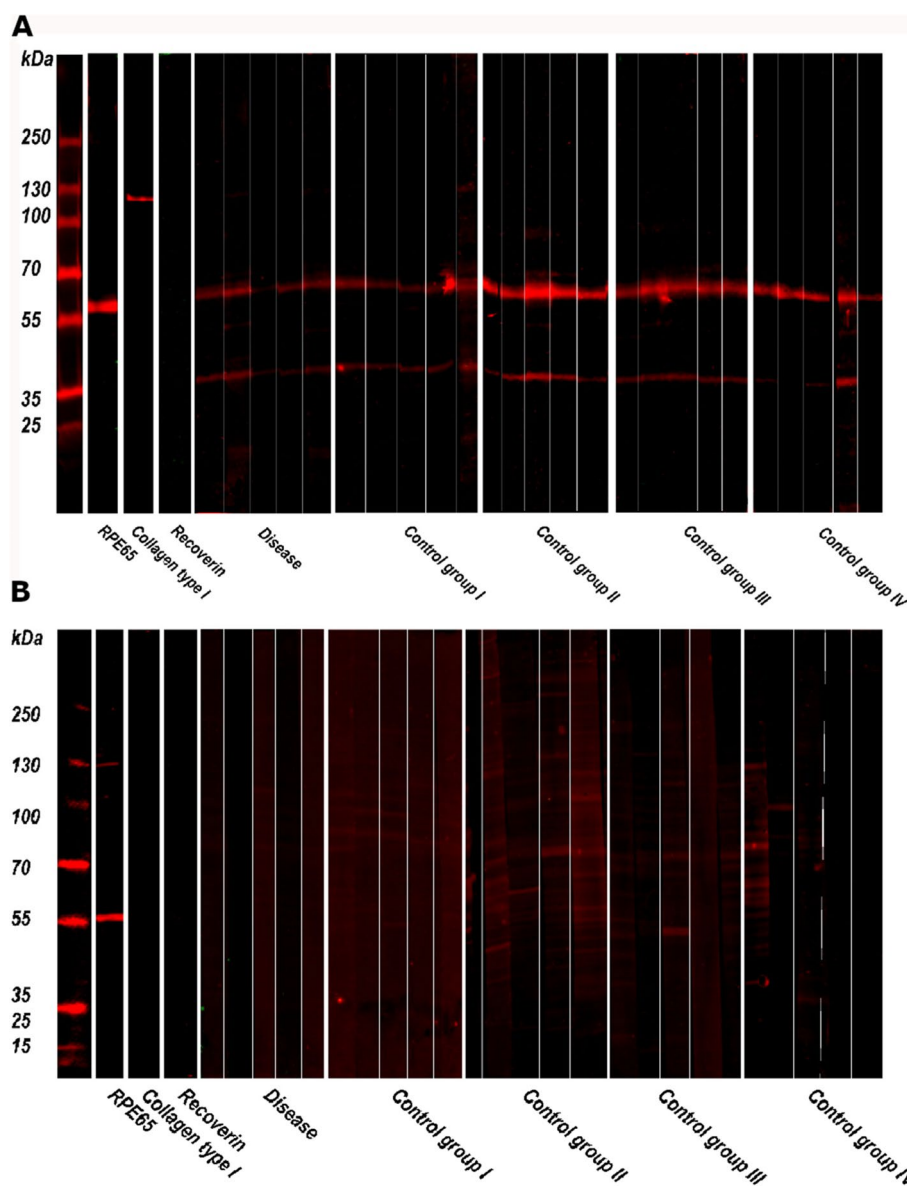 A
kDa
250
130
100
70
55
35
25
RPE65
Collagen type I
Recoverin
Disease
Control group I
Control group II
Control group III
Control group IV
B
kDa
250
130
100
70
55
35
25
15
RPE65
Collagen type I
Recoverin
Disease
Control group I
Control group II
Control group III
Control group IV